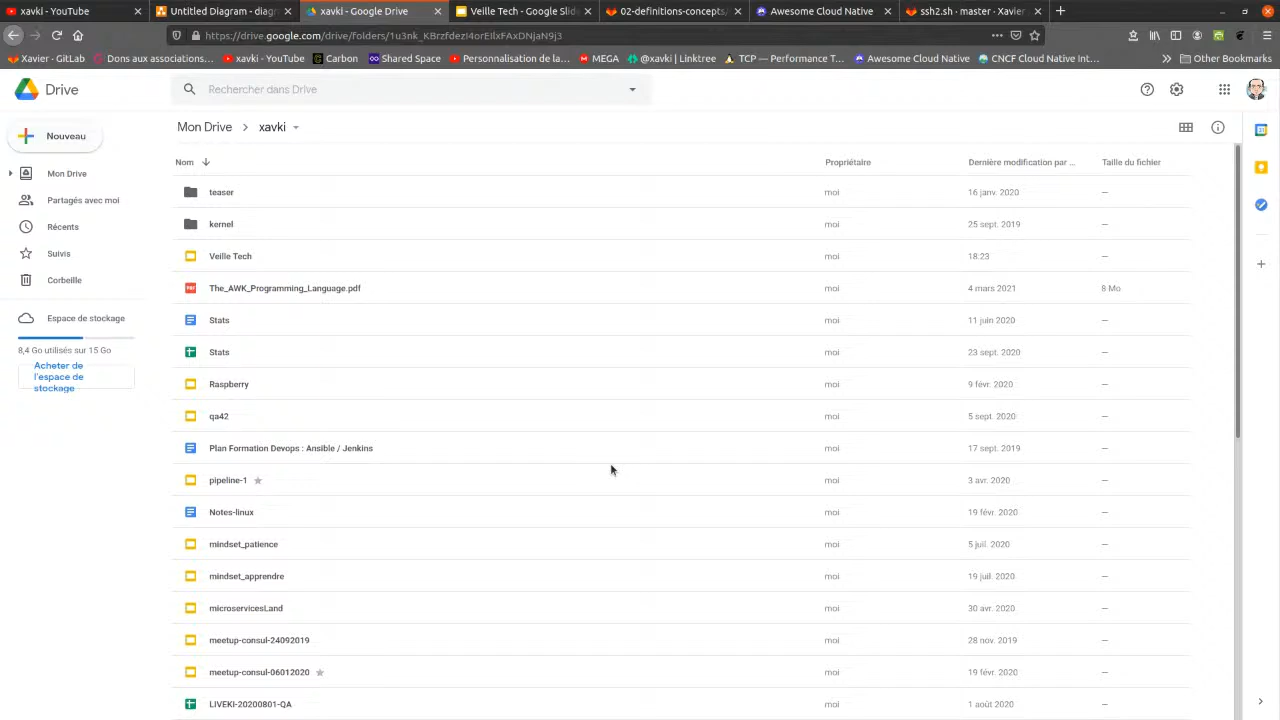 xavki - YouTube
Untitled Diagram - diagr
xavki - Google Drive
Veille Tech - Google Slide
02-definitions-concepts/
Awesome Cloud Native
ssh2.sh · master · Xavier
https://drive.google.com/drive/folders/1u3nk_KBrzfdezI4orEIlxFAxDNjaN9j3
Xavier · GitLab
Dons aux associations...
xavki - YouTube
Carbon
Shared Space
Personnalisation de la...
MEGA
@xavki | Linktree
TCP — Performance T...
Awesome Cloud Native
CNCF Cloud Native Int...
Other Bookmarks
Drive
Rechercher dans Drive
Nouveau
Mon Drive
Partagés avec moi
Récents
Suivis
Corbeille
Espace de stockage
8,4 Go utilisés sur 15 Go
Acheter de
l'espace de
stockage
Mon Drive > xavki
Nom
Propriétaire
Dernière modification par ...
Taille du fichier
teaser moi 16 janv. 2020 —
kernel moi 25 sept. 2019 —
Veille Tech moi 18:23 —
The_AWK_Programming_Language.pdf moi 4 mars 2021 8 Mo
Stats moi 11 juin 2020 —
Stats moi 23 sept. 2020 —
Raspberry moi 9 févr. 2020 —
qa42 moi 5 sept. 2020 —
Plan Formation Devops : Ansible / Jenkins moi 17 sept. 2019 —
pipeline-1 moi 3 avr. 2020 —
Notes-linux moi 19 févr. 2020 —
mindset_patience moi 5 juil. 2020 —
mindset_apprendre moi 19 juil. 2020 —
microservicesLand moi 30 avr. 2020 —
meetup-consul-24092019 moi 28 nov. 2019 —
meetup-consul-06012020 moi 19 févr. 2020 —
LIVEKI-20200801-QA moi 1 août 2020 —